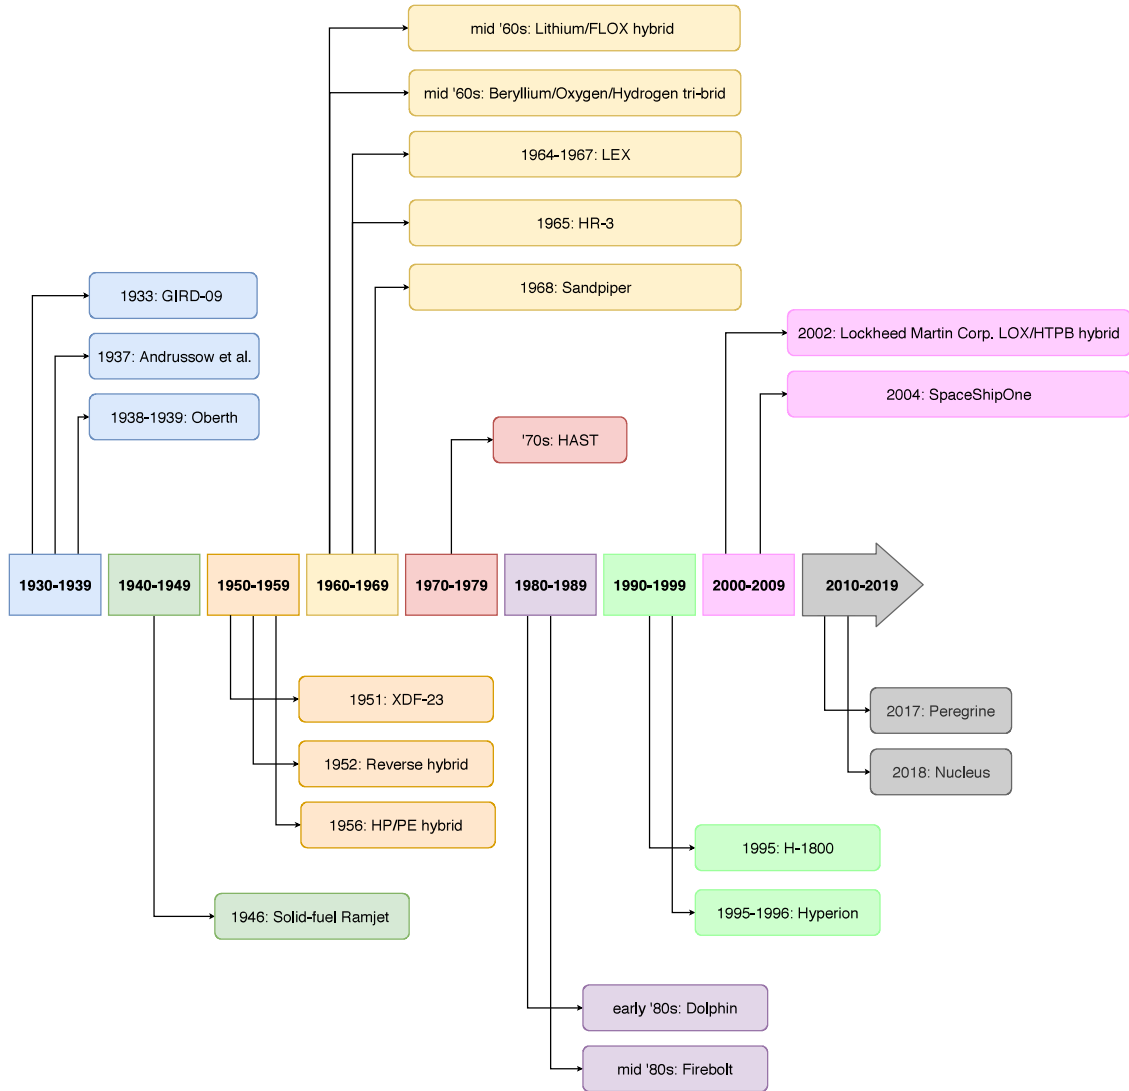 mid '60s: Lithium/FLOX hybrid
mid '60s: Beryllium/Oxygen/Hydrogen tri-brid
1964-1967: LEX
1965: HR-3
1968: Sandpiper
1933: GIRD-09
1937: Andrussow et al.
1938-1939: Oberth
2002: Lockheed Martin Corp. LOX/HTPB hybrid
2004: SpaceShipOne
'70s: HAST
1930-1939
1940-1949
1950-1959
1960-1969
1970-1979
1980-1989
1990-1999
2000-2009
2010-2019
1951: XDF-23
1952: Reverse hybrid
1956: HP/PE hybrid
1946: Solid-fuel Ramjet
2017: Peregrine
2018: Nucleus
1995: H-1800
1995-1996: Hyperion
early '80s: Dolphin
mid '80s: Firebolt